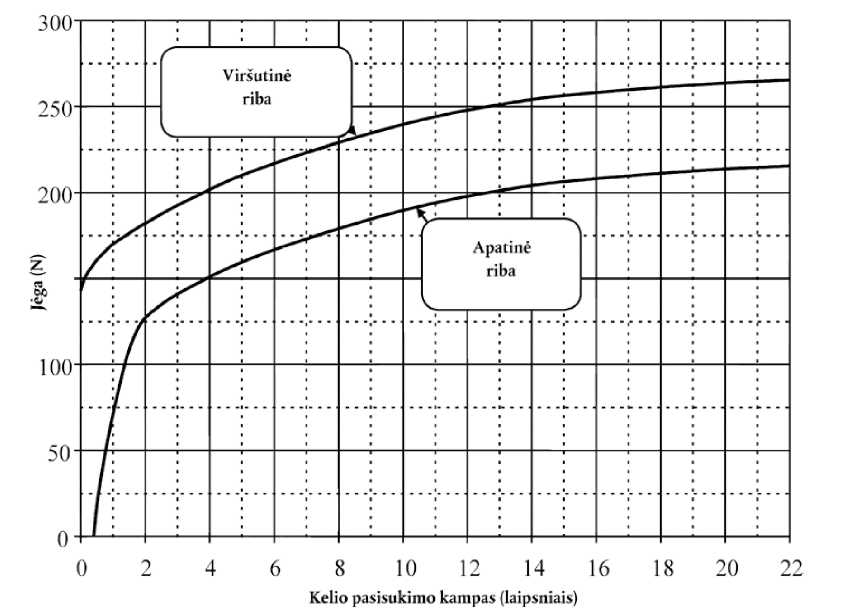 300
Viršutinė
riba
250
200
Apatinė
riba
Jėga (N)
100
50
0
0 2 4 6 8 10 12 14 16 18 20 22
Kelio pasisukimo kampas (laipsniais)